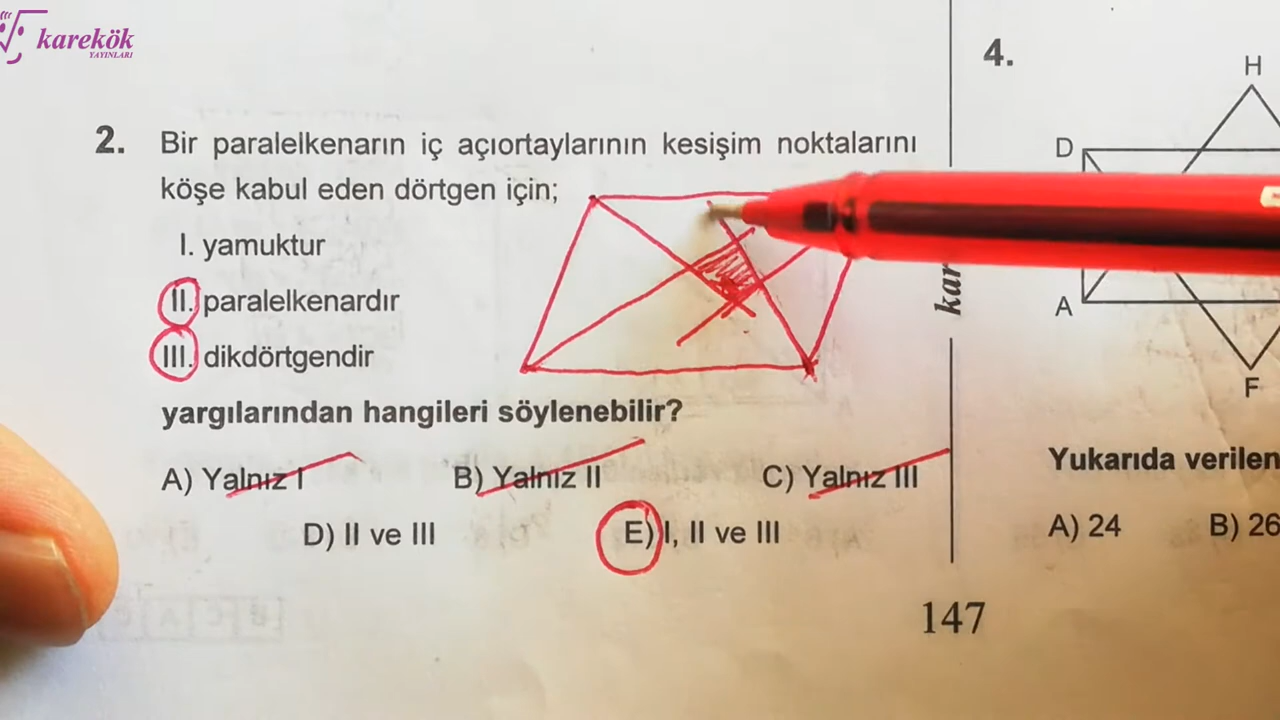 karekök
YAYINLARI
2. Bir paralelkenarın iç açıortaylarının kesişim noktalarını
köşe kabul eden dörtgen için;
I. yamuktur
II. paralelkenardır
III. dikdörtgendir
yargılarından hangileri söylenebilir?
A) Yalnız I B) Yalnız II C) Yalnız III
D) II ve III E) I, II ve III
147
kar
4.
H
D
A
F
Yukarıda verilen
A) 24 B) 26